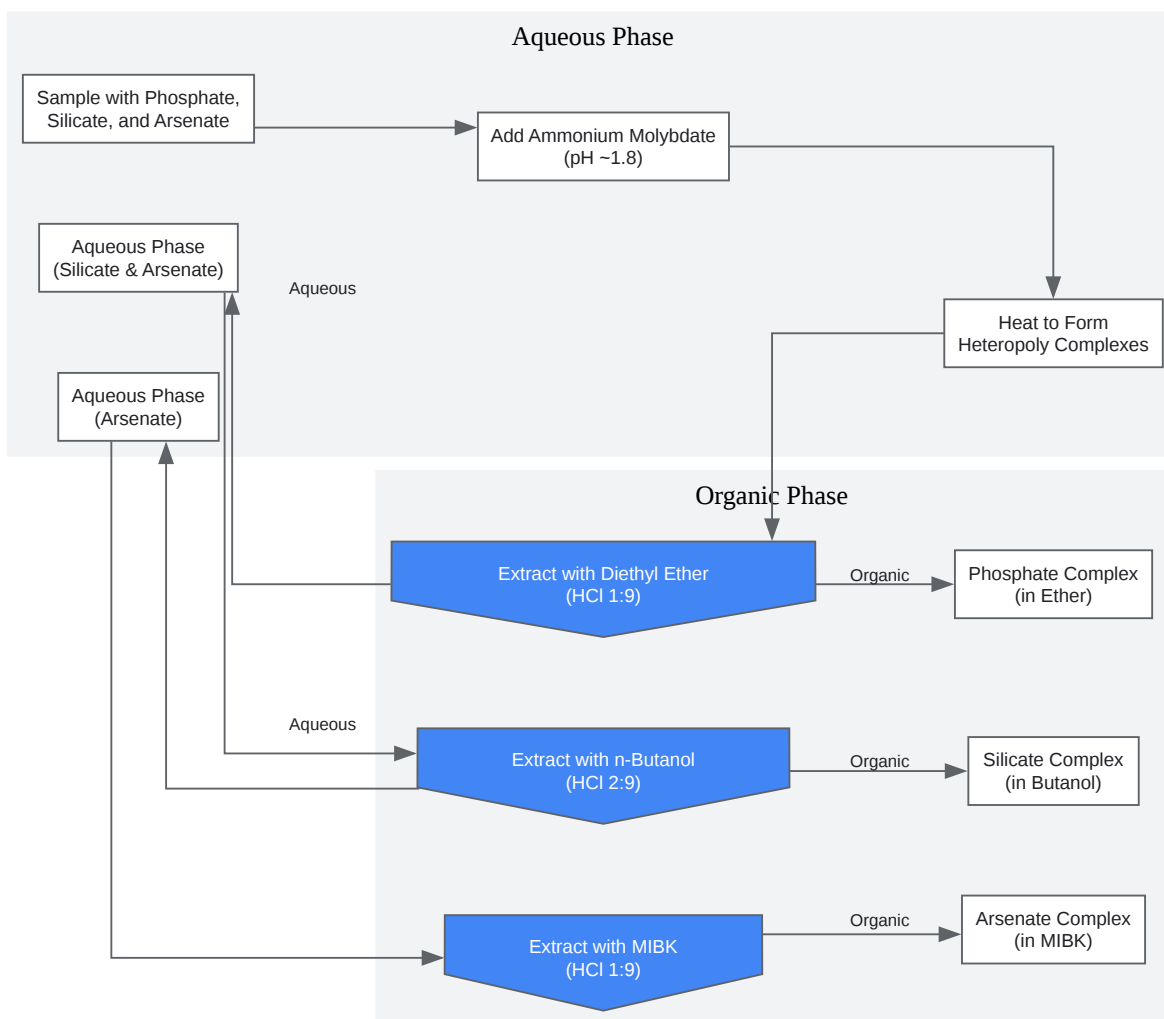 Aqueous Phase
Sample with Phosphate,
Silicate, and Arsenate
Add Ammonium Molybdate
(pH ~1.8)
Aqueous Phase
(Silicate & Arsenate)
Aqueous
Heat to Form
Heteropoly Complexes
Aqueous Phase
(Arsenate)
Organic Phase
Extract with Diethyl Ether
(HCl 1:9)
Organic
Phosphate Complex
(in Ether)
Aqueous
Extract with n-Butanol
(HCl 2:9)
Organic
Silicate Complex
(in Butanol)
Extract with MIBK
(HCl 1:9)
Organic
Arsenate Complex
(in MIBK)